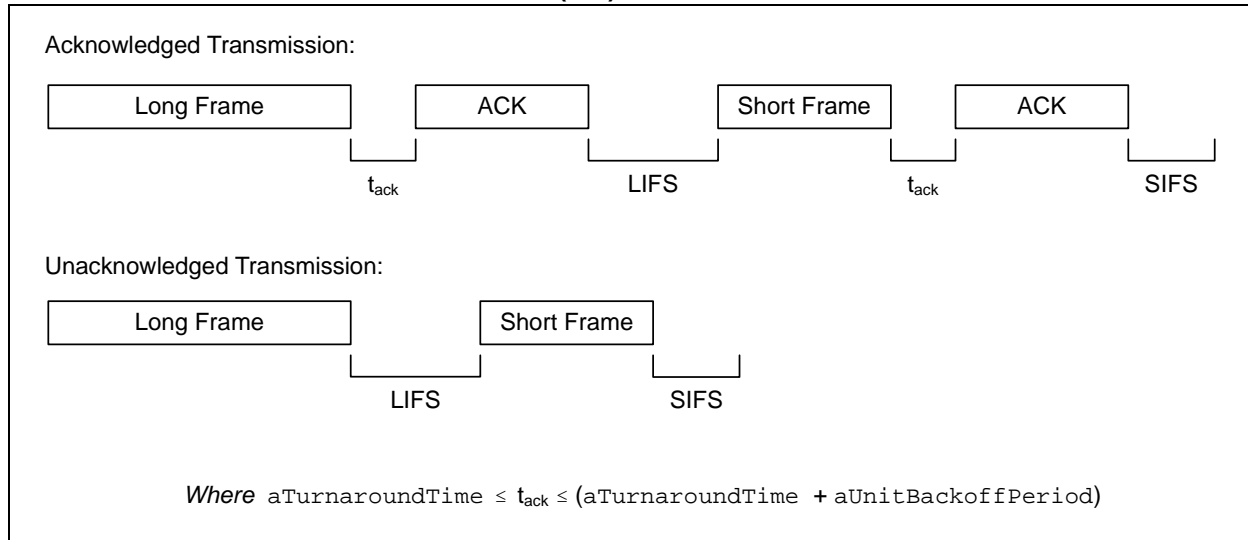 Acknowledged Transmission:
Long Frame ACK Short Frame ACK
tack LIFS tack SIFS
Unacknowledged Transmission:
Long Frame Short Frame
LIFS SIFS
Where aTurnaroundTime ≤ tack ≤ (aTurnaroundTime + aUnitBackoffPeriod)